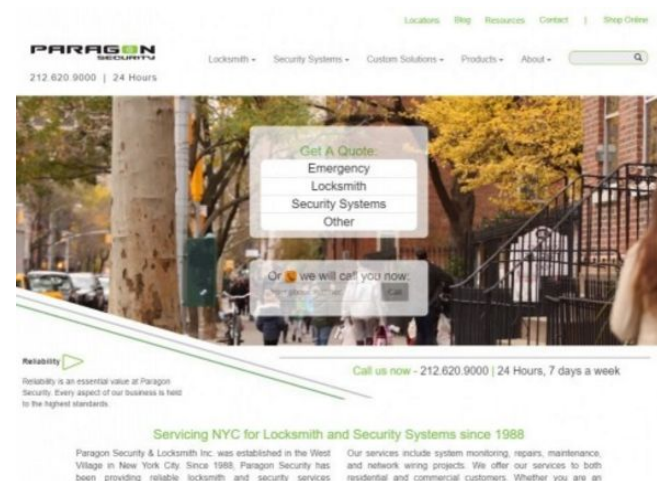 Locations Blog Resources Contact | Shop Online
PARAGON
SECURITY
212.620.9000 | 24 Hours
Locksmith Security Systems Custom Solutions Products About
Get A Quote:
Emergency
Locksmith
Security Systems
Other
Or we will call you now:
Call
Reliability
Reliability is an essential value at Paragon
Security. Every aspect of our business is held
to the highest standards.
Call us now - 212.620.9000 | 24 Hours, 7 days a week
Servicing NYC for Locksmith and Security Systems since 1988
Paragon Security & Locksmith Inc. was established in the West
Village in New York City. Since 1988, Paragon Security has
been providing reliable locksmith and security services
Our services include system monitoring, repairs, maintenance,
and network wiring projects. We offer our services to both
residential and commercial customers. Whether you are an